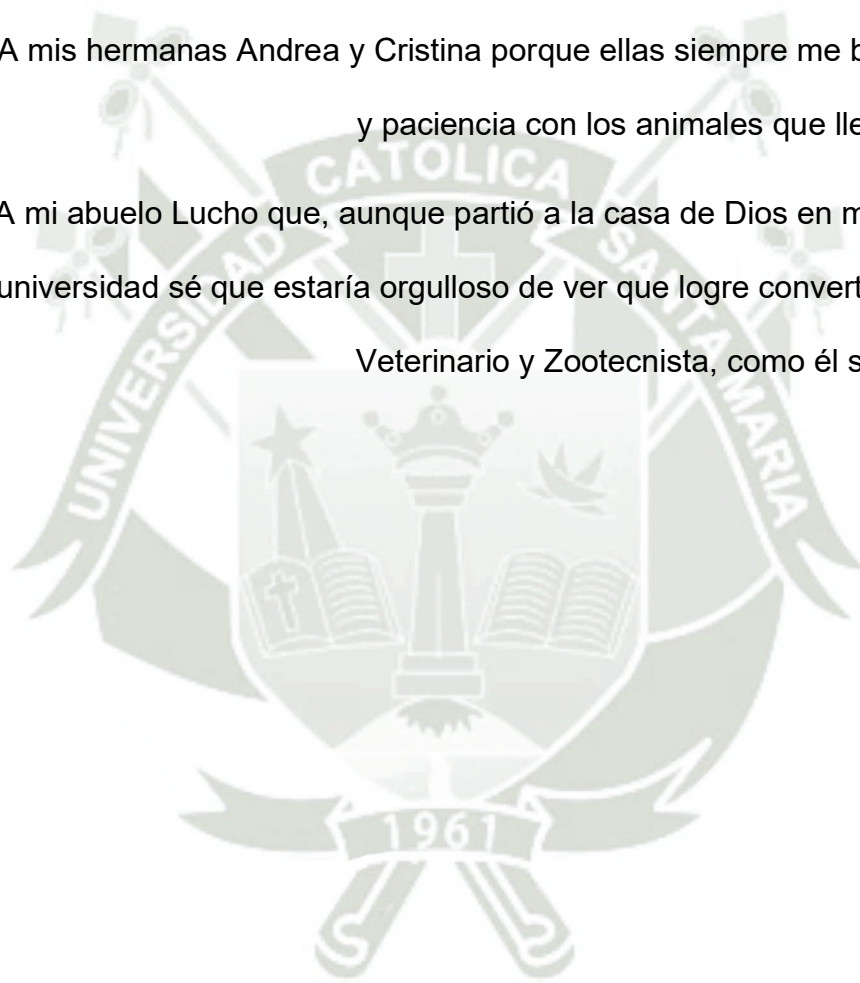 A mis hermanas Andrea y Cristina porque ellas siempre me
y paciencia con los animales que
A mi abuelo Lucho que, aunque partió a la casa de Dios en
universidad sé que estaría orgulloso de ver que logre
Veterinario y Zootecnista, como él
UNIVERSIDAD CATOLICA SANTA MARIA
1961